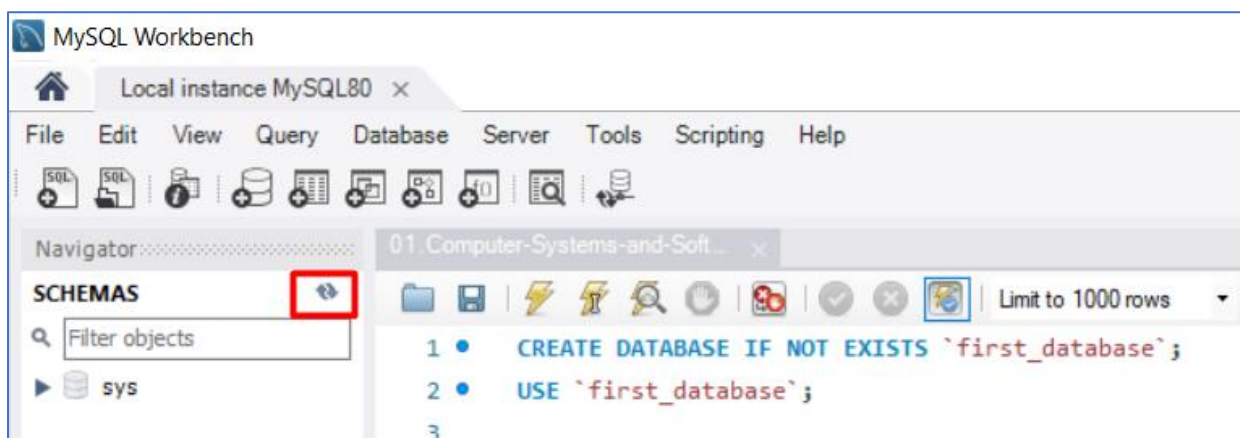 MySQL Workbench
Local instance MySQL80 ×
File Edit View Query Database Server Tools Scripting Help
SQL SQL f()
Navigator
01.Computer-Systems-and-Soft... ×
SCHEMAS
Limit to 1000 rows
Filter objects
sys
1 CREATE DATABASE IF NOT EXISTS `first_database`;
2 USE `first_database`;
3